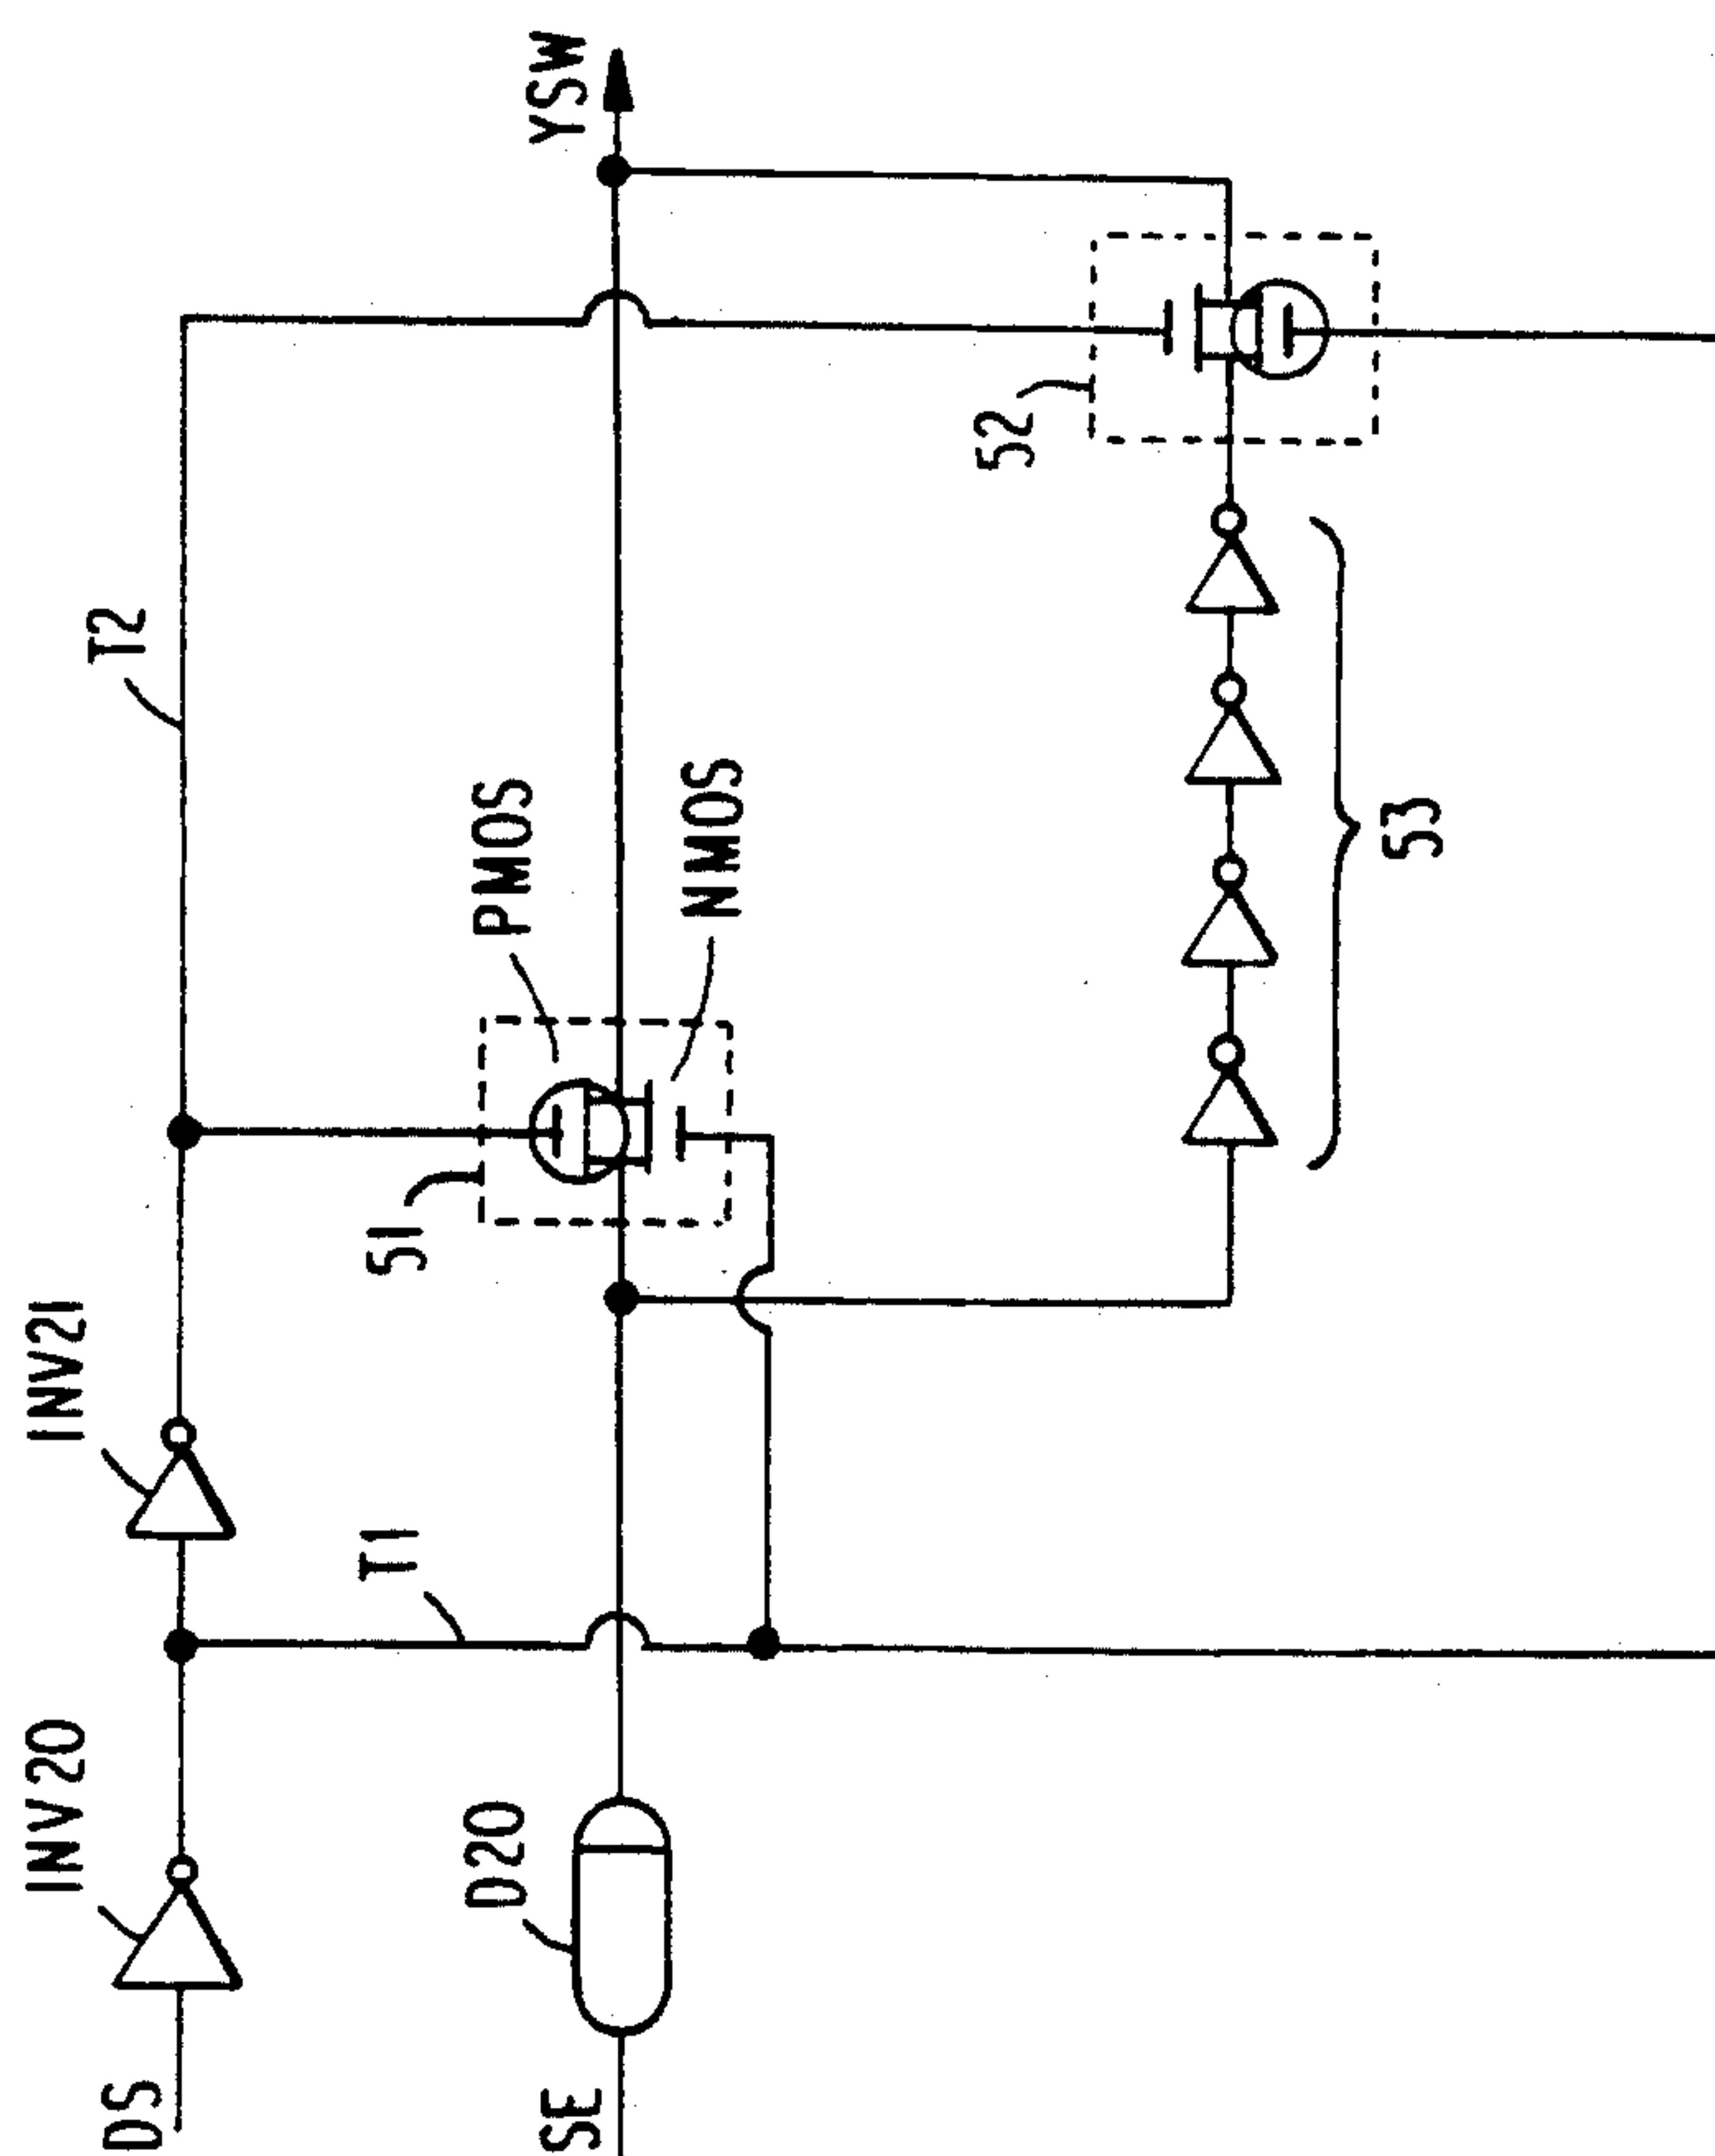 DS
INV20
INV21
T2
T1
SE
D20
51
PMOS
NMOS
YSW
52
53